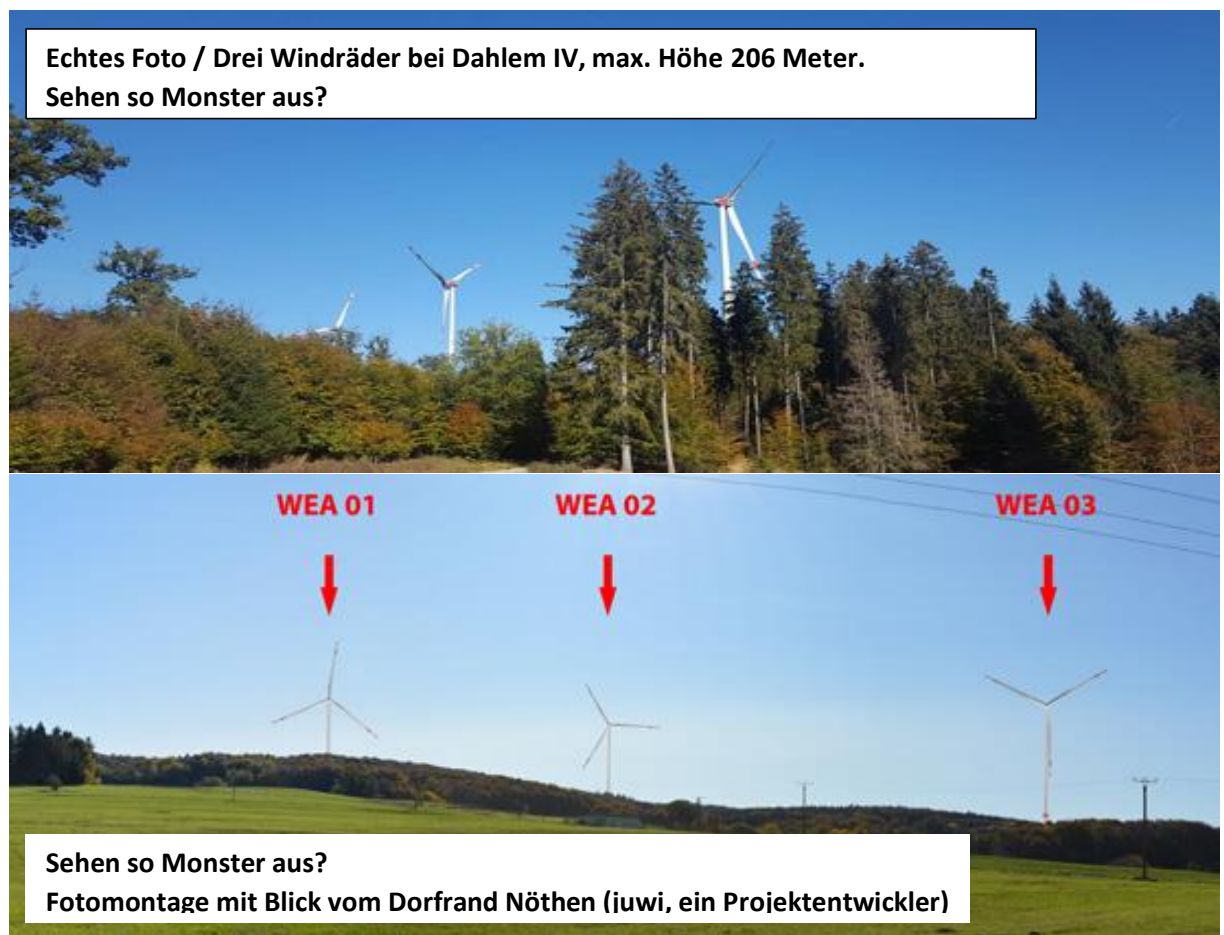 Echtes Foto / Drei Windräder bei Dahlem IV, max. Höhe 206 Meter.
Sehen so Monster aus?
WEA 01
WEA 02
WEA 03
Sehen so Monster aus?
Fotomontage mit Blick vom Dorfrand Nöthen (juwi, ein Projektentwickler)